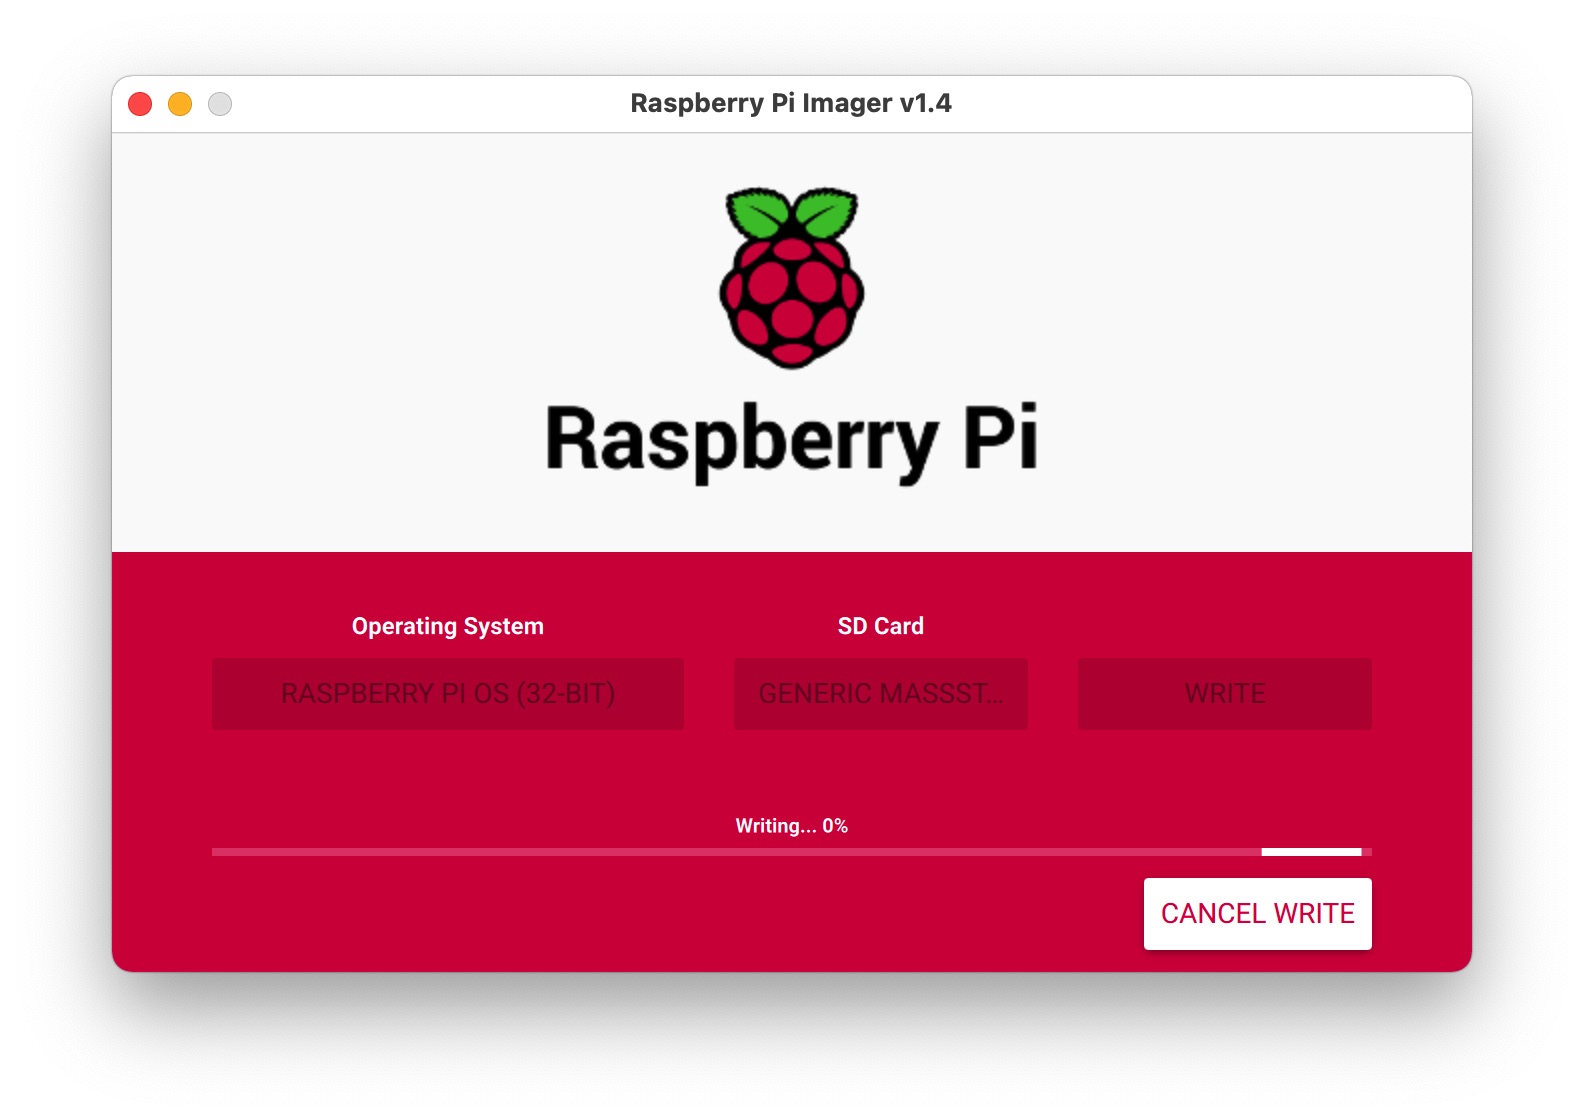 Raspberry Pi Imager v1.4
Raspberry Pi
Operating System
SD Card
RASPBERRY PI OS (32-BIT)
GENERIC MASSST...
WRITE
Writing... 0%
CANCEL WRITE